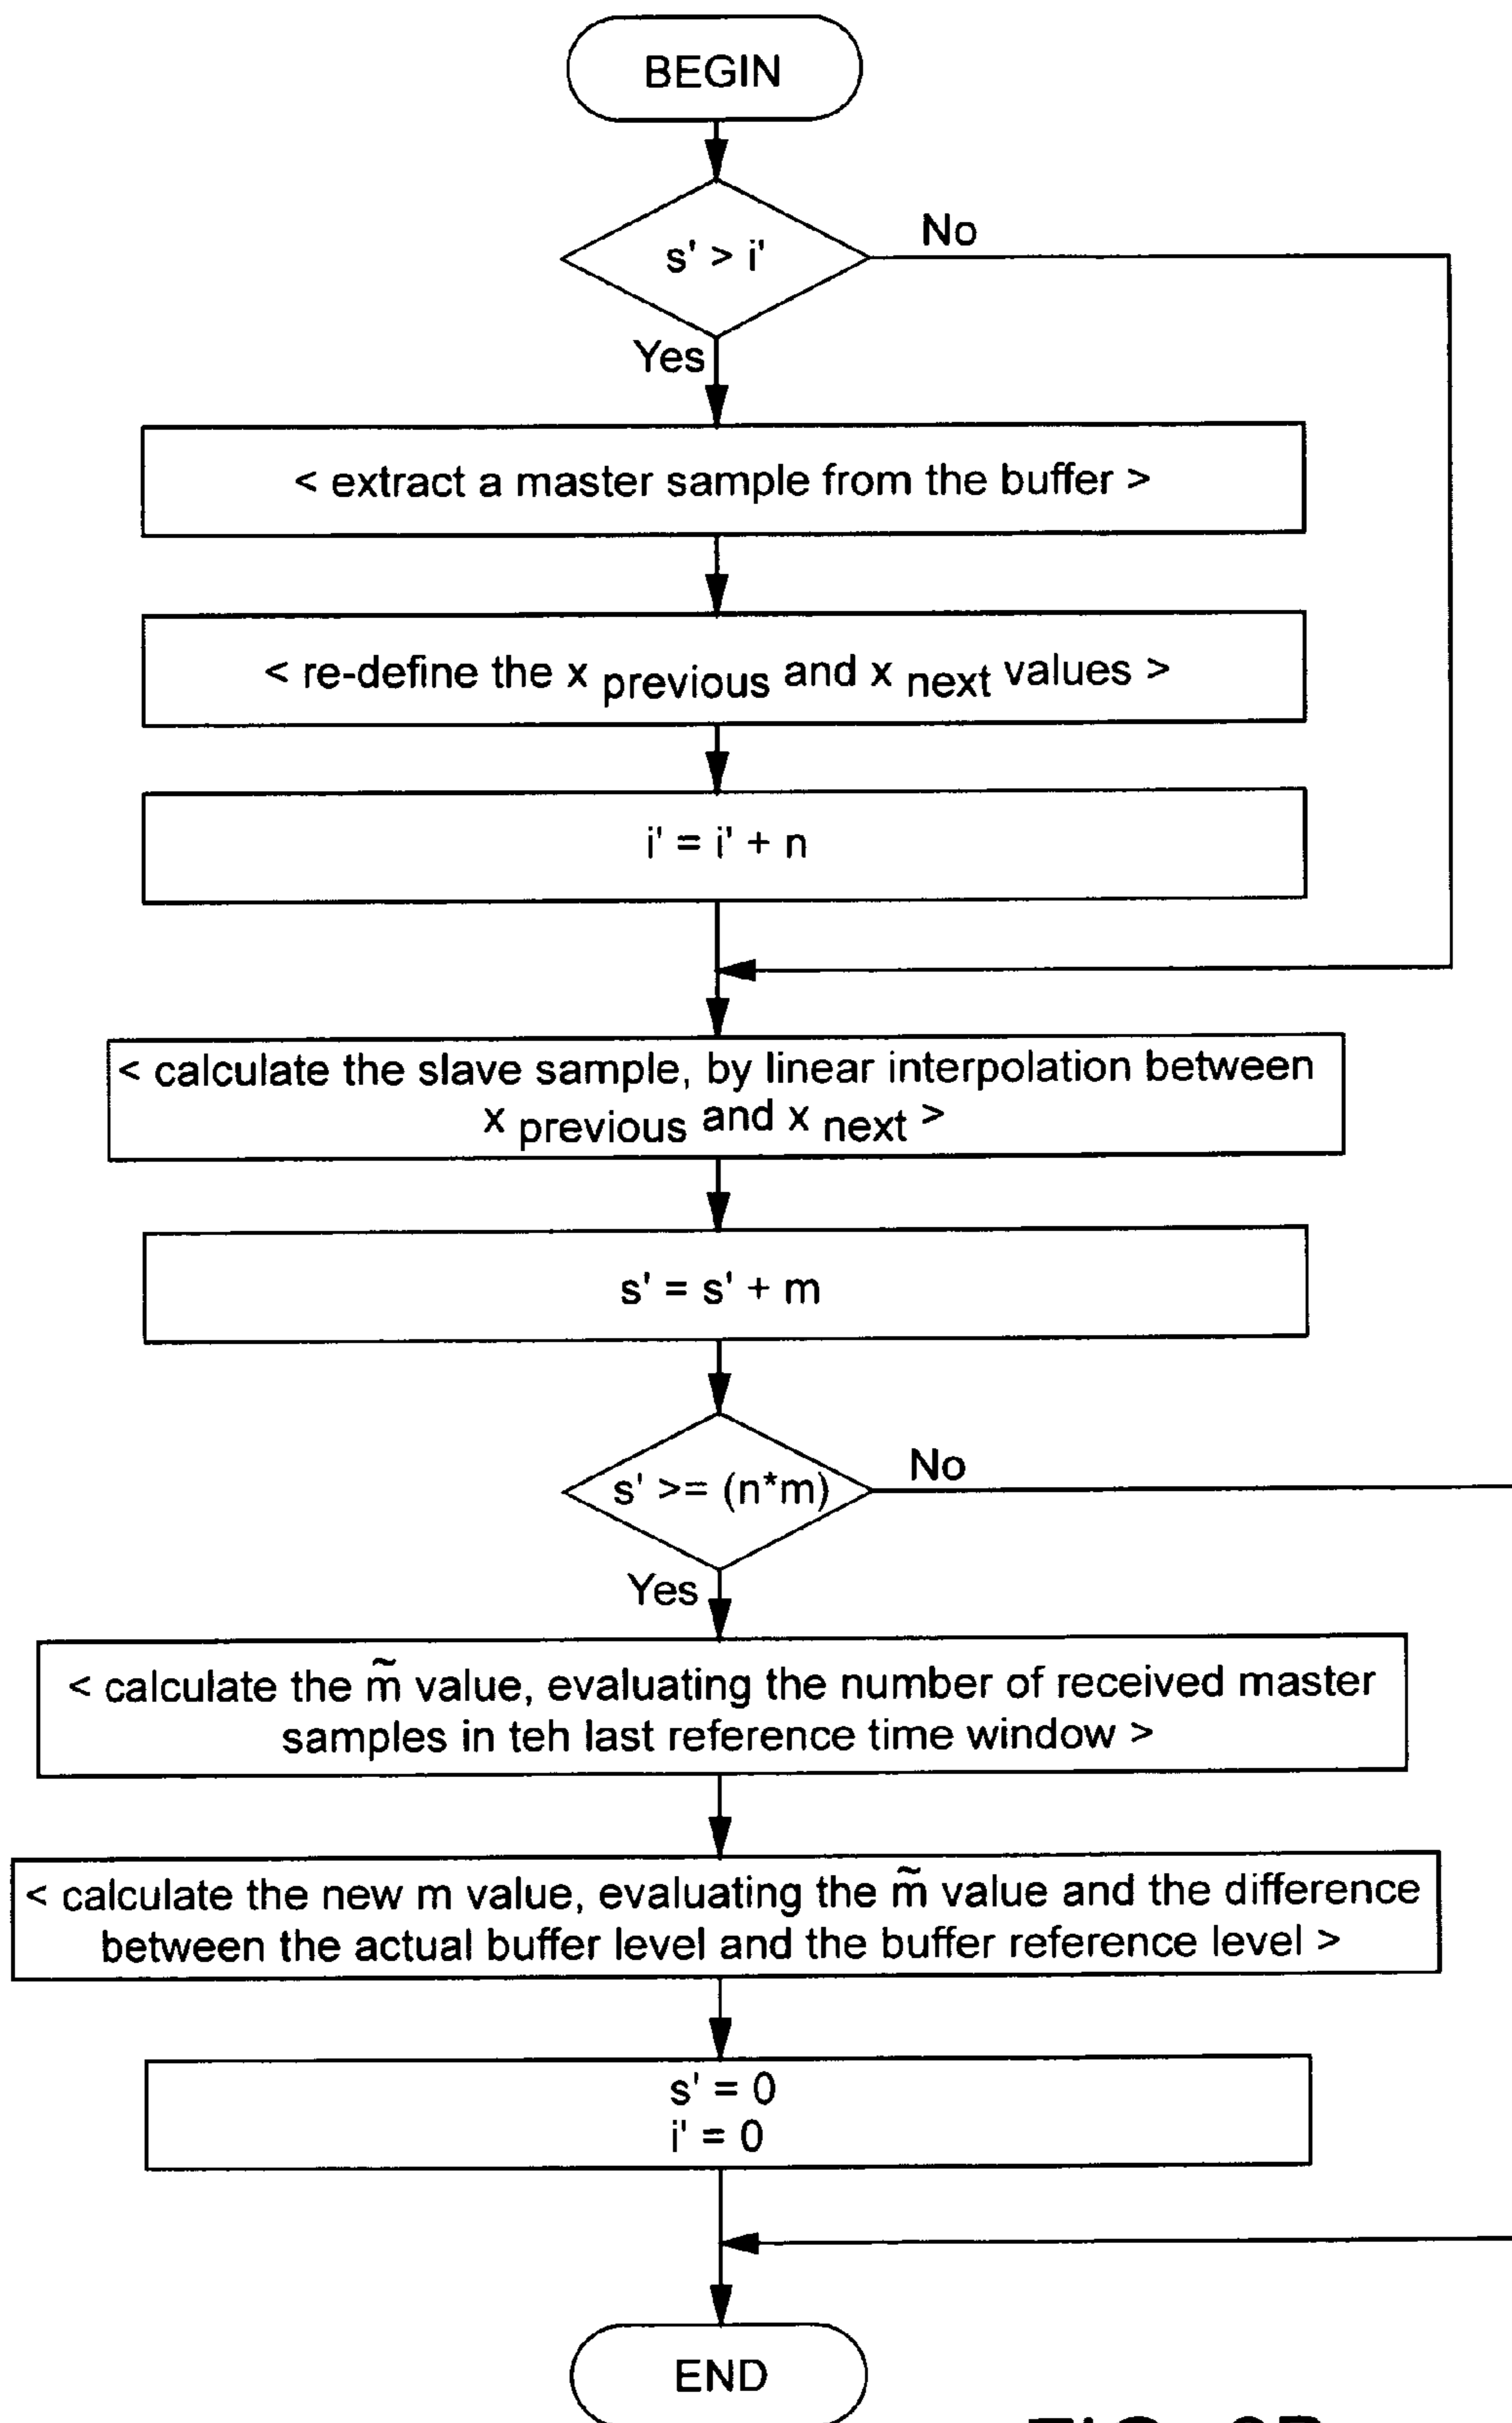 BEGIN
s' > i'
No
Yes
< extract a master sample from the buffer >
< re-define the x previous and x next values >
i' = i' + n
< calculate the slave sample, by linear interpolation between
x previous and x next >
s' = s' + m
s' >= (n*m)
No
Yes
< calculate the m̃ value, evaluating the number of received master
samples in teh last reference time window >
< calculate the new m value, evaluating the m̃ value and the difference
between the actual buffer level and the buffer reference level >
s' = 0
i' = 0
END